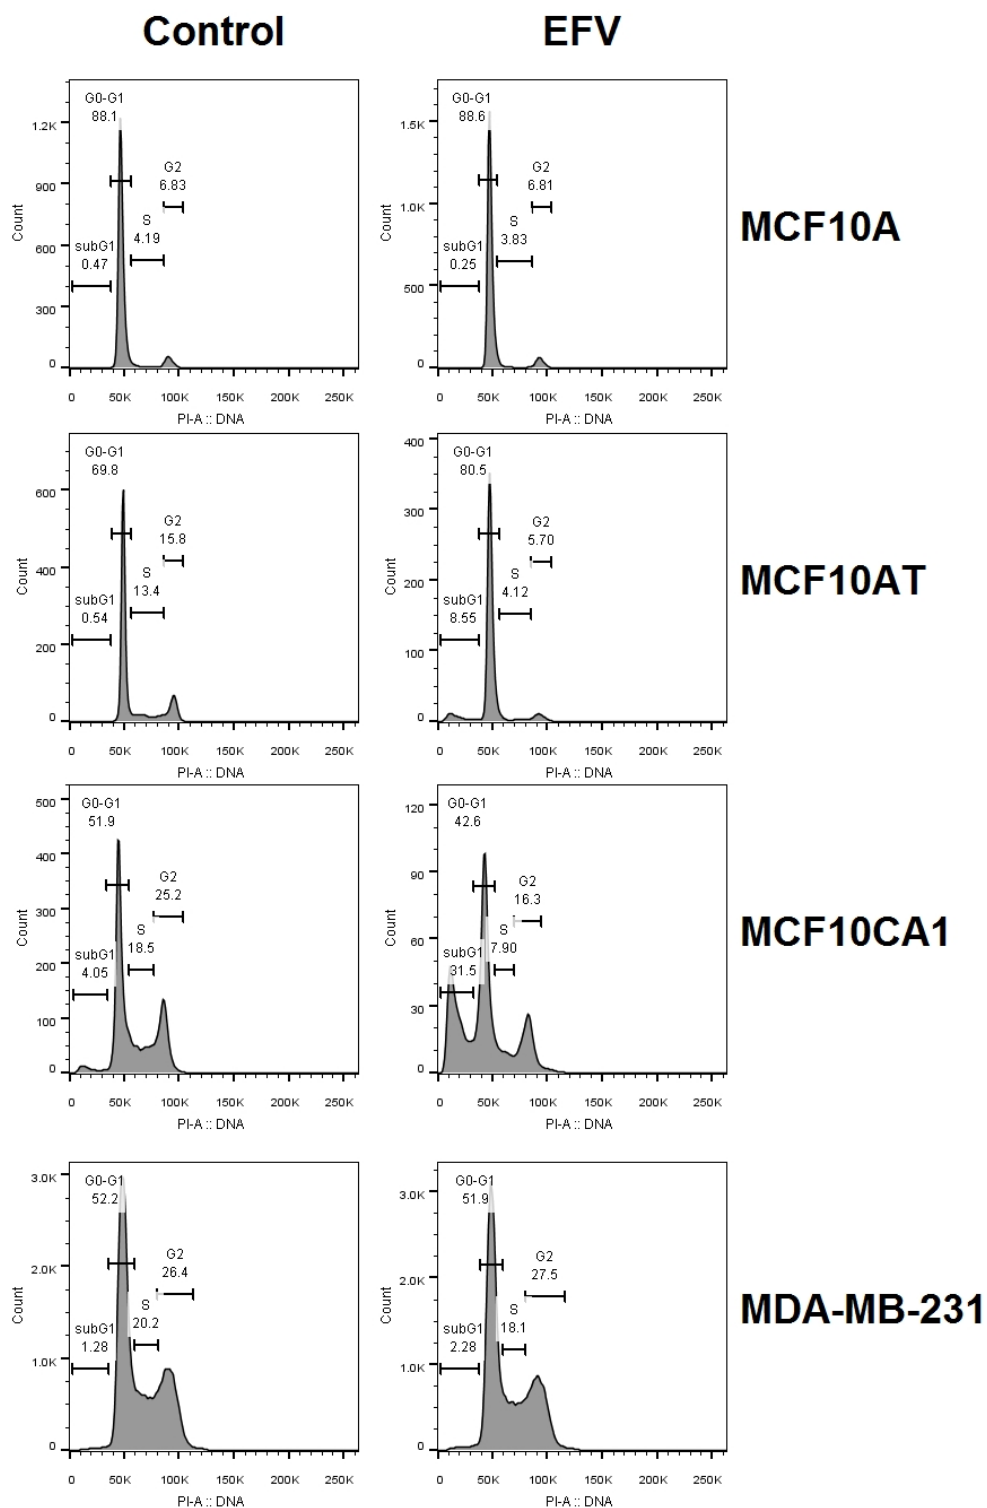 Control EFV
G0-G1
88.1
1.2K
G2
6.83
900
S
4.19
600
subG1
0.47
300
0
Count
0 50K 100K 150K 200K 250K
PI-A :: DNA
G0-G1
88.6
1.5K
G2
6.81
1.0K
S
3.83
subG1
0.25
500
0
Count
0 50K 100K 150K 200K 250K
PI-A :: DNA
MCF10A
G0-G1
69.8
600
G2
15.8
400
S
13.4
subG1
0.54
200
0
Count
0 50K 100K 150K 200K 250K
PI-A :: DNA
400
G0-G1
80.5
300
G2
5.70
200
S
4.12
subG1
8.55
100
0
Count
0 50K 100K 150K 200K 250K
PI-A :: DNA
MCF10AT
500
G0-G1
51.9
400
G2
25.2
300
S
18.5
200
subG1
4.05
100
0
Count
0 50K 100K 150K 200K 250K
PI-A :: DNA
120
G0-G1
42.6
90
G2
16.3
60
S
7.90
subG1
31.5
30
0
Count
0 50K 100K 150K 200K 250K
PI-A :: DNA
MCF10CA1
3.0K
G0-G1
52.2
2.0K
G2
26.4
S
20.2
subG1
1.28
1.0K
0
Count
0 50K 100K 150K 200K 250K
PI-A :: DNA
3.0K
G0-G1
51.9
2.0K
G2
27.5
S
18.1
subG1
2.28
1.0K
0
Count
0 50K 100K 150K 200K 250K
PI-A :: DNA
MDA-MB-231